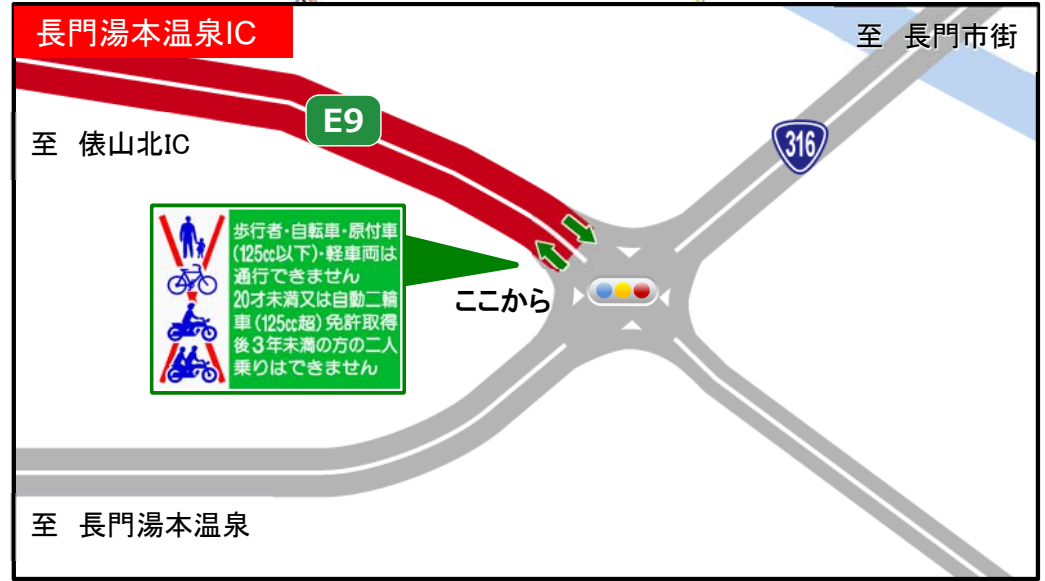 長門湯本温泉IC
至 長門市街
E9
316
至 俵山北IC
歩行者・自転車・原付車
(125cc以下)・軽車両は
通行できません
20才未満又は自動二輪
車(125cc超)免許取得
後3年未満の方の二人
乗りはできません
ここから
至 長門湯本温泉